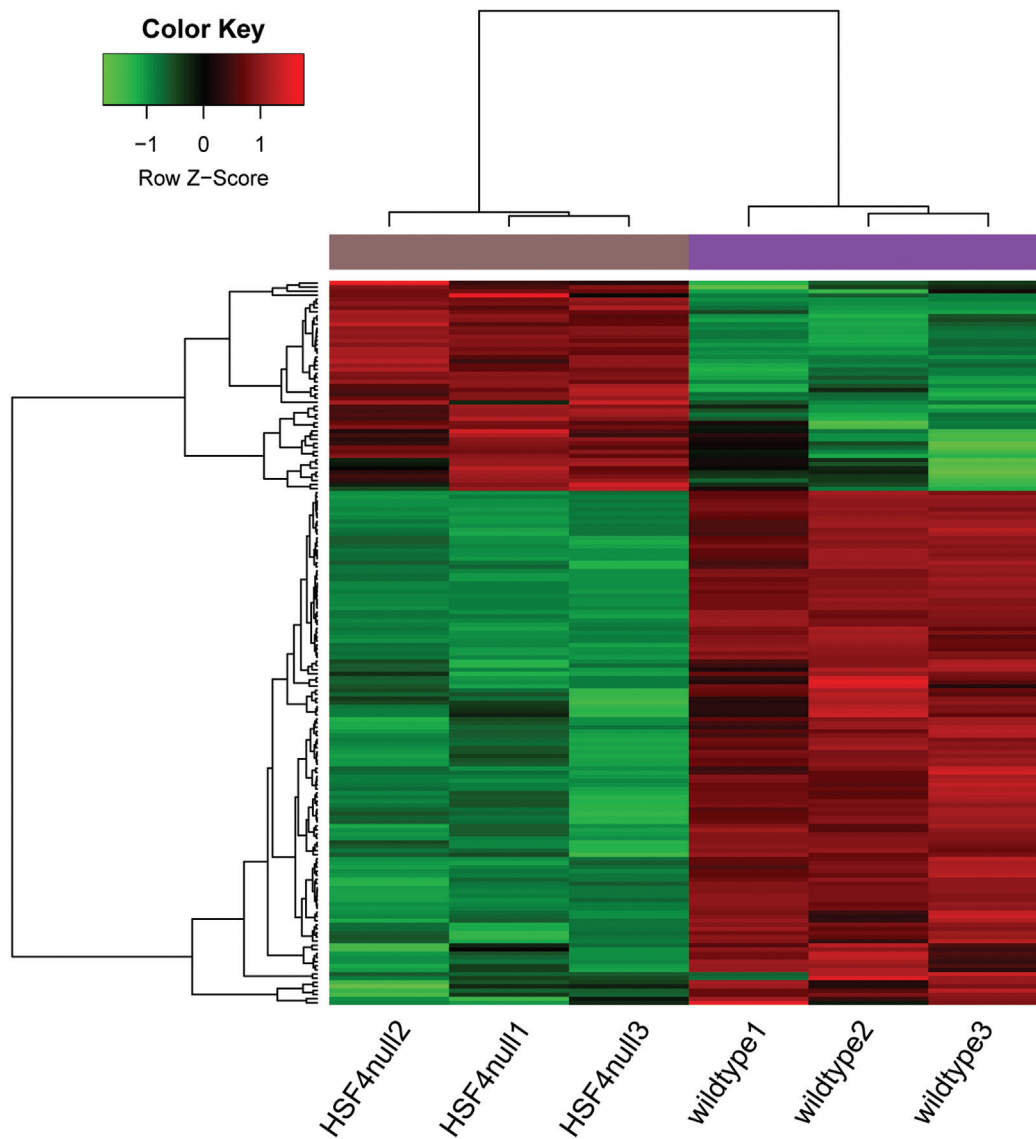 Color Key
−1 0 1
Row Z−Score
HSF4null2
HSF4null1
HSF4null3
wildtype1
wildtype2
wildtype3